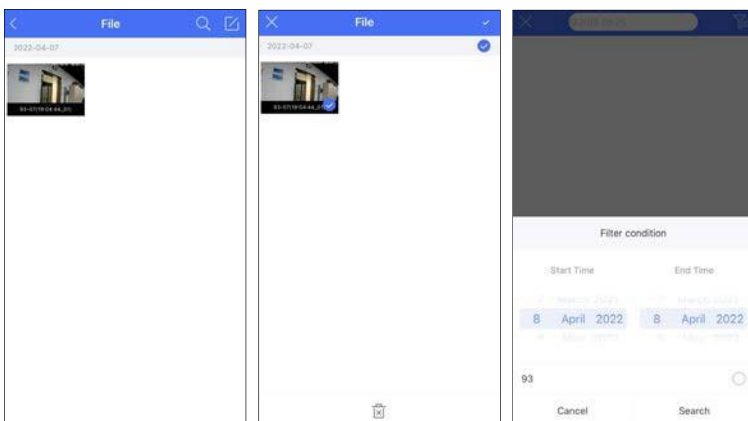 File
2022-04-07
File
2022-04-07
Filter condition
Start Time End Time
8 April 2022 8 April 2022
93
Cancel Search